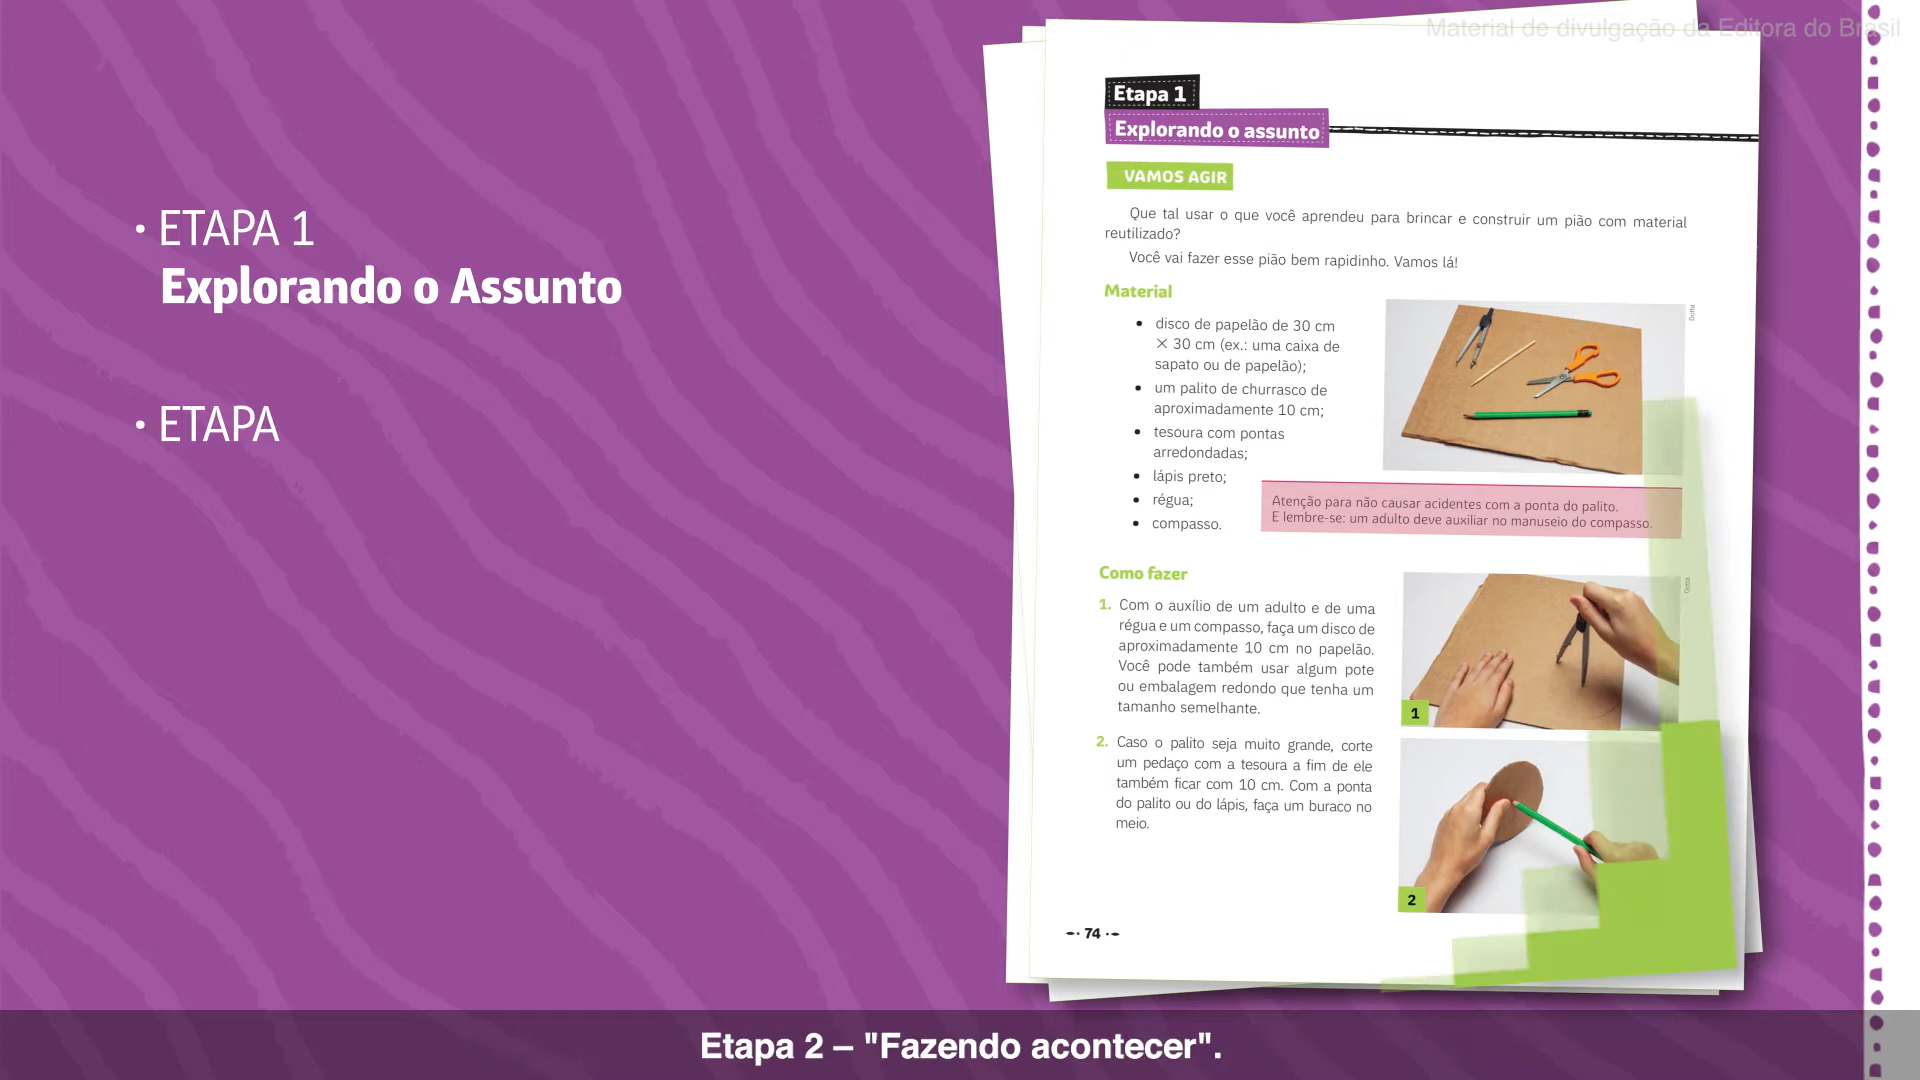 Material de divulgação da Editora do Brasil
• ETAPA 1
Explorando o Assunto
• ETAPA
Etapa 1
Explorando o assunto
VAMOS AGIR
Que tal usar o que você aprendeu para brincar e construir um pião com material
reutilizado?
Você vai fazer esse pião bem rapidinho. Vamos lá!
Material
• disco de papelão de 30 cm
× 30 cm (ex.: uma caixa de
sapato ou de papelão);
• um palito de churrasco de
aproximadamente 10 cm;
• tesoura com pontas
arredondadas;
• lápis preto;
• régua;
• compasso.
Dotta
Atenção para não causar acidentes com a ponta do palito.
E lembre-se: um adulto deve auxiliar no manuseio do compasso.
Como fazer
1. Com o auxílio de um adulto e de uma
régua e um compasso, faça um disco de
aproximadamente 10 cm no papelão.
Você pode também usar algum pote
ou embalagem redondo que tenha um
tamanho semelhante.
Dotta
1
2. Caso o palito seja muito grande, corte
um pedaço com a tesoura a fim de ele
também ficar com 10 cm. Com a ponta
do palito ou do lápis, faça um buraco no
meio.
2
74
Etapa 2 – "Fazendo acontecer".